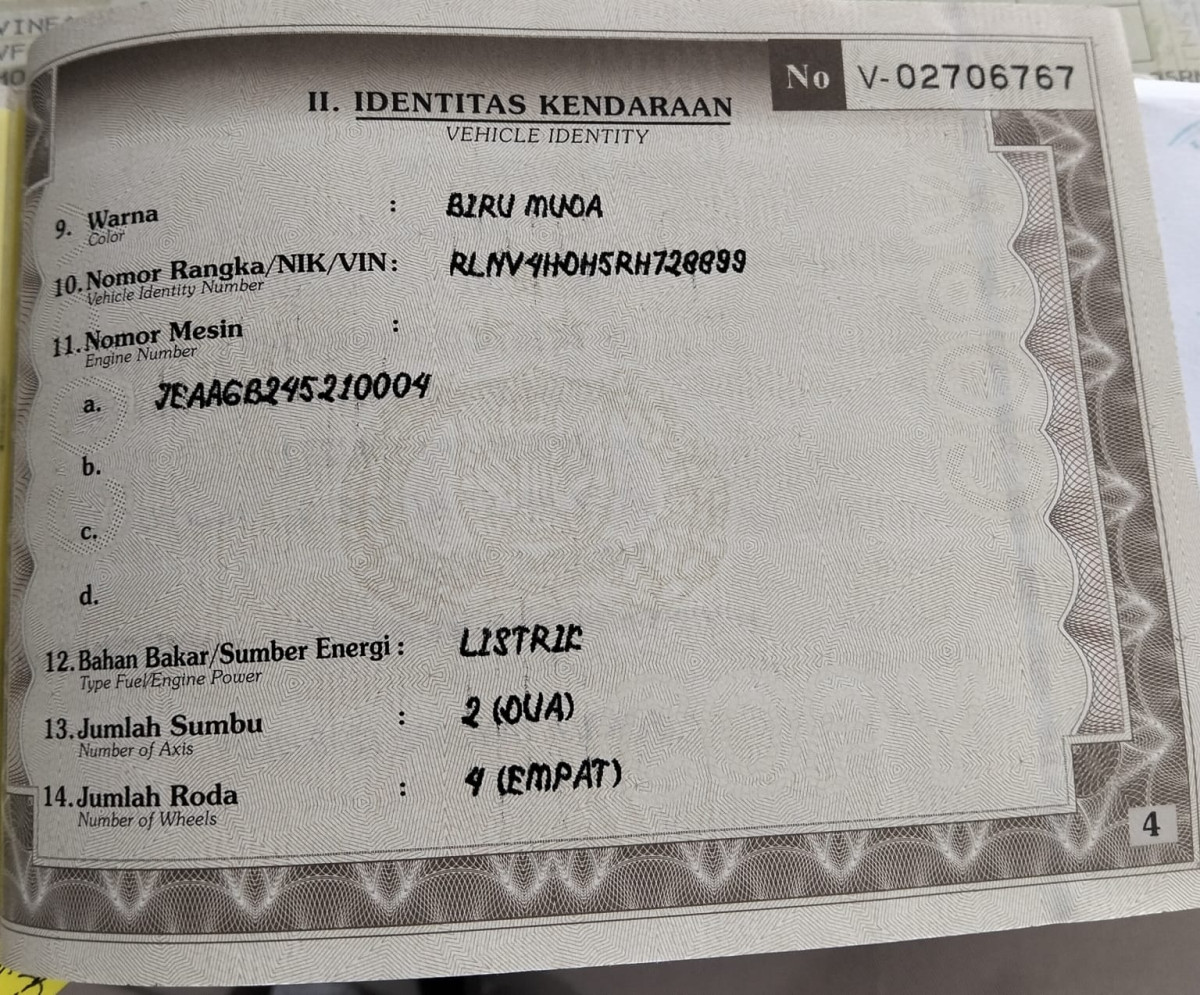 No V-02706767
II. IDENTITAS KENDARAAN
VEHICLE IDENTITY
9. Warna : BIRU MUDA
Color
10. Nomor Rangka/NIK/VIN: RLNV4H0H5RH728899
Vehicle Identity Number
11. Nomor Mesin :
Engine Number
a. JEAAGB245210004
b.
c.
d.
12. Bahan Bakar/Sumber Energi : LISTRIK
Type Fuel/Engine Power
13. Jumlah Sumbu : 2 (DUA)
Number of Axis
14. Jumlah Roda : 4 (EMPAT)
Number of Wheels
4